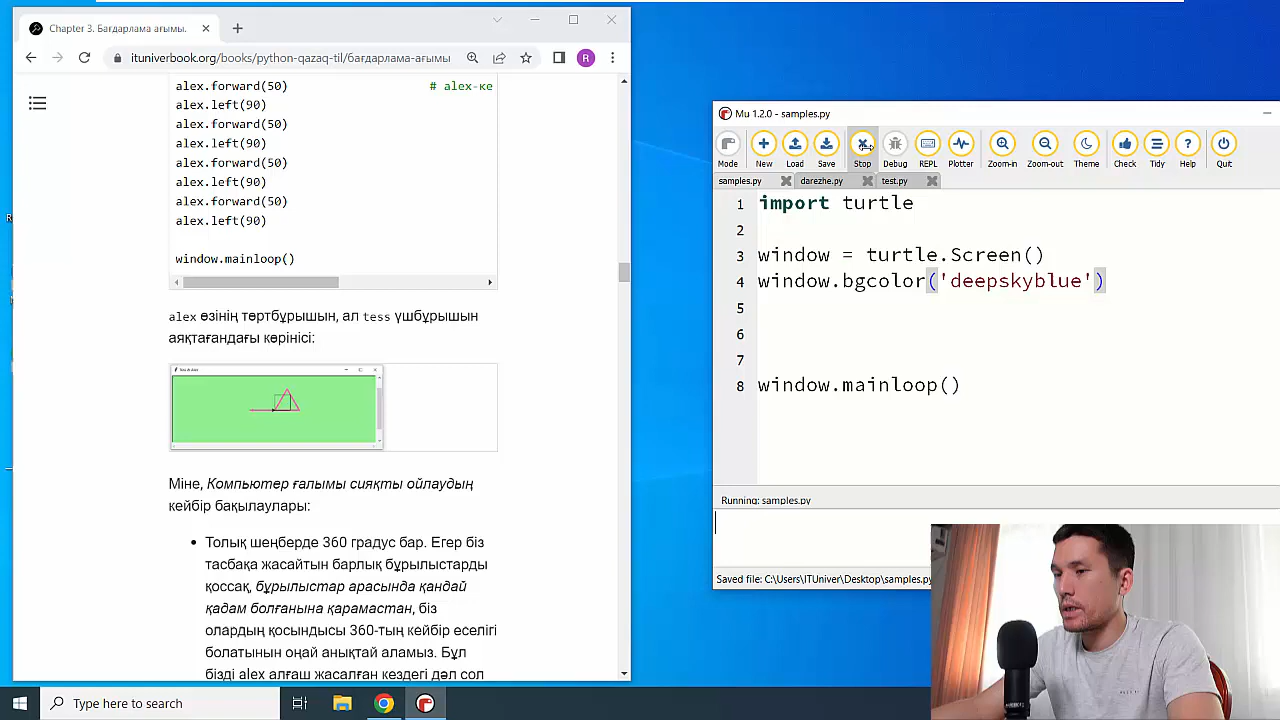 Chapter 3. Бағдарлама ағымы.
ituniverbook.org/books/python-qazaq-til/бағдарлама-ағымы
R
alex.forward(50) # alex-ке
alex.left(90)
alex.forward(50)
alex.left(90)
alex.forward(50)
alex.left(90)
alex.forward(50)
alex.left(90)
window.mainloop()
alex өзінің төртбұрышын, ал tess үшбұрышын
аяқтағандағы көрінісі:
Міне, Компьютер ғалымы сияқты ойлаудың
кейбір бақылаулары:
• Толық шеңберде 360 градус бар. Егер біз
тасбақа жасайтын барлық бұрылыстарды
қоссақ, бұрылыстар арасында қандай
қадам болғанына қарамастан, біз
олардың қосындысы 360-тың кейбір еселігі
болатынын оңай анықтай аламыз. Бұл
бізді alex алғаш жасалған кездегі дәл сол
Mu 1.2.0 - samples.py
Mode New Load Save Stop Debug REPL Plotter Zoom-in Zoom-out Theme Check Tidy Help Quit
samples.py darezhe.py test.py
1 import turtle
2
3 window = turtle.Screen()
4 window.bgcolor('deepskyblue')
5
6
7
8 window.mainloop()
Running: samples.py
Saved file: C:\Users\ITUniver\Desktop\samples.py
Type here to search